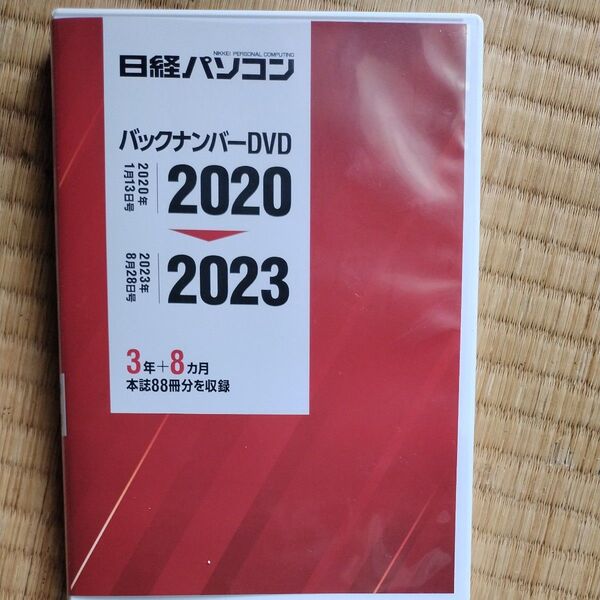 NIKKEI PERSONAL COMPUTING
日経パソコン
バックナンバーDVD
2020年
1月13日号
2020
2023年
8月28日号
2023
3年+8カ月
本誌88冊分を収録